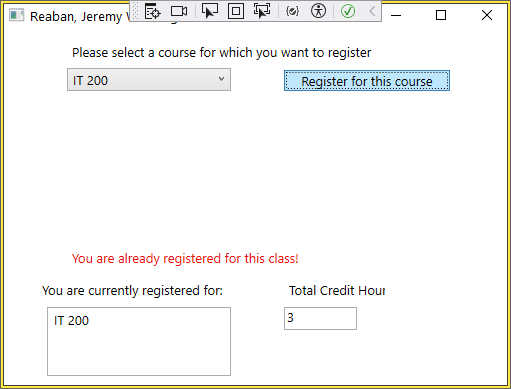 Reaban, Jeremy
Please select a course for which you want to register
IT 200
Register for this course
You are already registered for this class!
You are currently registered for:
Total Credit Hour
IT 200
3